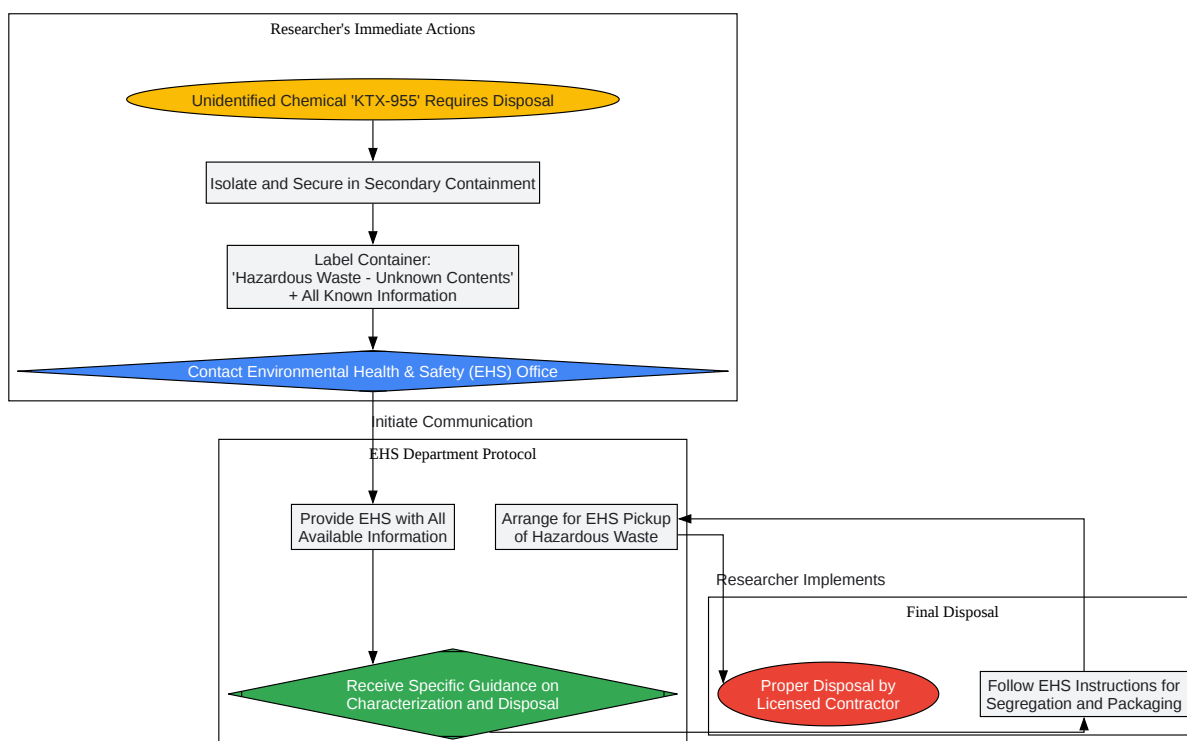 Researcher's Immediate Actions
Unidentified Chemical 'KTX-955' Requires Disposal
Isolate and Secure in Secondary Containment
Label Container:
'Hazardous Waste - Unknown Contents'
+ All Known Information
Contact Environmental Health & Safety (EHS) Office
Initiate Communication
EHS Department Protocol
Provide EHS with All
Available Information
Arrange for EHS Pickup
of Hazardous Waste
Researcher Implements
Final Disposal
Receive Specific Guidance on
Characterization and Disposal
Proper Disposal by
Licensed Contractor
Follow EHS Instructions for
Segregation and Packaging